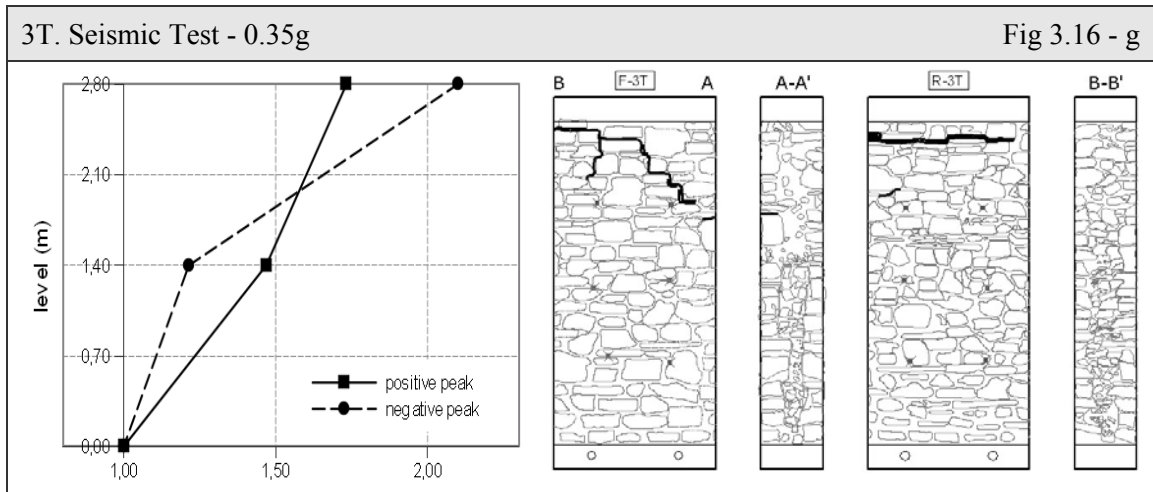 3T. Seismic Test - 0.35g Fig 3.16 - g
level (m)
2,80
2,10
1,40
0,70
0,00
1,00 1,50 2,00
positive peak
negative peak
B F-3T A
A-A'
R-3T
B-B'